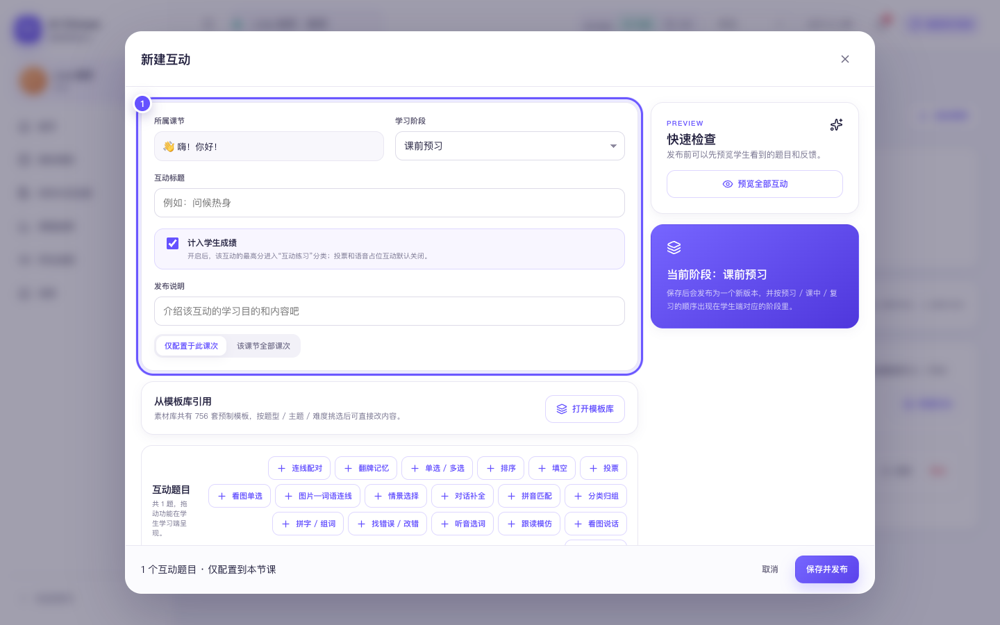 新建互动
1
所属课节
学习阶段
👋 嗨！你好！
课前预习
互动标题
例如：问候热身
计入学生成绩
开启后，该互动的最高分进入“互动练习”分类；投票和语音占位互动默认关闭。
发布说明
介绍该互动的学习目的和内容吧
仅配置于此课次
该课节全部课次
从模板库引用
素材库共有 756 套预制模板，按题型 / 主题 / 难度挑选后可直接改内容。
打开模板库
互动题目
共 1 题，拖
动功能在学
生学习端呈
现。
连线配对
翻牌记忆
单选 / 多选
排序
填空
投票
看图单选
图片—词语连线
情景选择
对话补全
拼音匹配
分类归组
拼字 / 组词
找错误 / 改错
听音选词
跟读模仿
看图说话
PREVIEW
快速检查
发布前可以先预览学生看到的题目和反馈。
预览全部互动
当前阶段：课前预习
保存后会发布为一个新版本，并按预习 / 课中 / 复
习的顺序出现在学生端对应的阶段里。
1 个互动题目 · 仅配置到本节课
取消
保存并发布